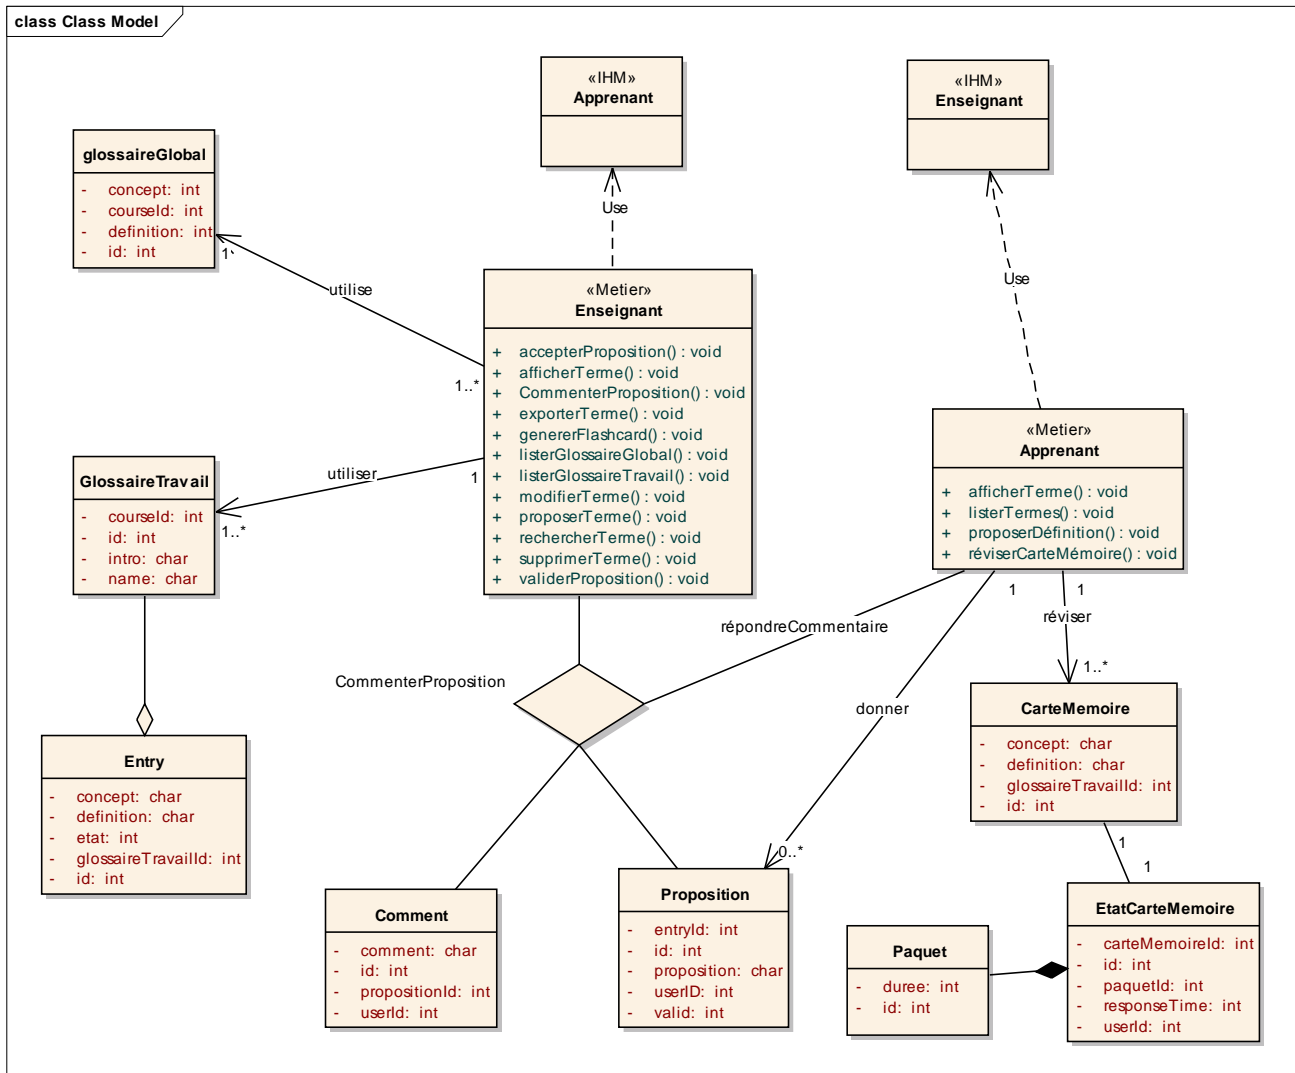 class Class Model
«IHM»
Apprenant
«IHM»
Enseignant
glossaireGlobal
- concept: int
- courseId: int
- definition: int
- id: int
1`
utilise
1..*
Use
Use
«Metier»
Enseignant
+ accepterProposition() : void
+ afficherTerme() : void
+ CommenterProposition() : void
+ exporterTerme() : void
+ genererFlashcard() : void
+ listerGlossaireGlobal() : void
+ listerGlossaireTravail() : void
+ modifierTerme() : void
+ proposerTerme() : void
+ rechercherTerme() : void
+ supprimerTerme() : void
+ validerProposition() : void
«Metier»
Apprenant
+ afficherTerme() : void
+ listerTermes() : void
+ proposerDéfinition() : void
+ réviserCarteMémoire() : void
GlossaireTravail
- courseId: int
- id: int
- intro: char
- name: char
utiliser
1
1..*
répondreCommentaire
1
1
réviser
1..*
CommenterProposition
donner
0..*
CarteMemoire
- concept: char
- definition: char
- glossaireTravailId: int
- id: int
1
1
Entry
- concept: char
- definition: char
- etat: int
- glossaireTravailId: int
- id: int
Comment
- comment: char
- id: int
- propositionId: int
- userId: int
Proposition
- entryId: int
- id: int
- proposition: char
- userID: int
- valid: int
Paquet
- duree: int
- id: int
EtatCarteMemoire
- carteMemoireId: int
- id: int
- paquetId: int
- responseTime: int
- userId: int